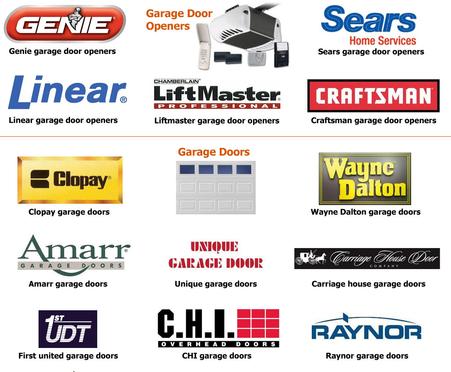 GENIE®
Genie garage door openers
Garage Door
Openers
Sears
Home Services
Sears garage door openers
Linear®
Linear garage door openers
CHAMBERLAIN®
LiftMaster
PROFESSIONAL
Liftmaster garage door openers
CRAFTSMAN
Craftsman garage door openers
Clopay®
Clopay garage doors
Garage Doors
Wayne
Dalton
Wayne Dalton garage doors
Amarr®
GARAGE DOORS
Amarr garage doors
UNIQUE
GARAGE DOOR
Unique garage doors
Carriage House Door
COMPANY
Carriage house garage doors
1ST
UDT
First united garage doors
C.H.I.
OVERHEAD DOORS
CHI garage doors
RAYNOR
Raynor garage doors